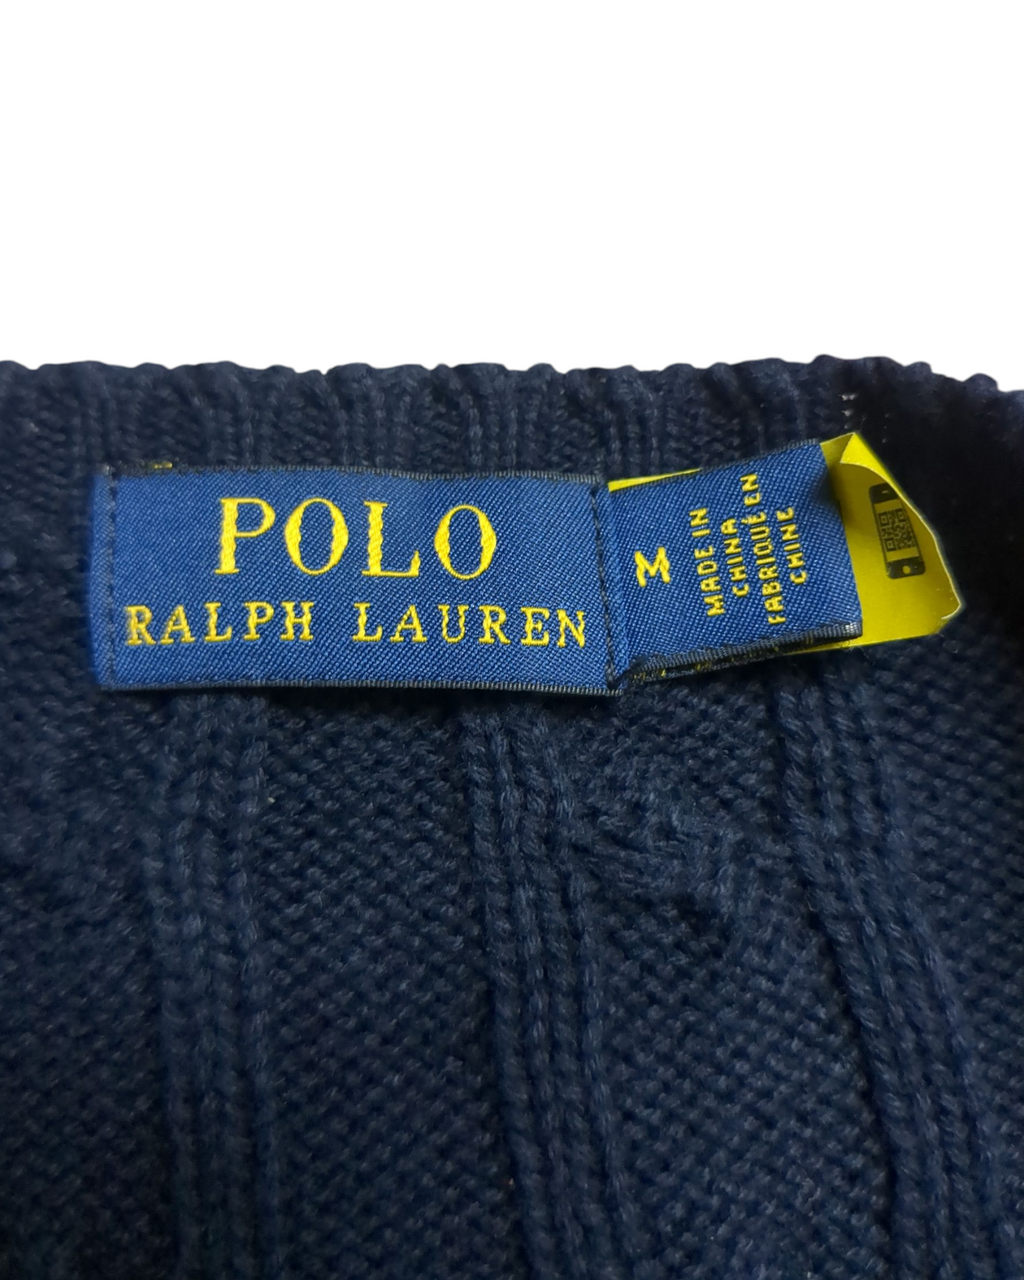 POLO
RALPH LAUREN
M
MADE IN
CHINA
FABRIQUÉ EN
CHINE